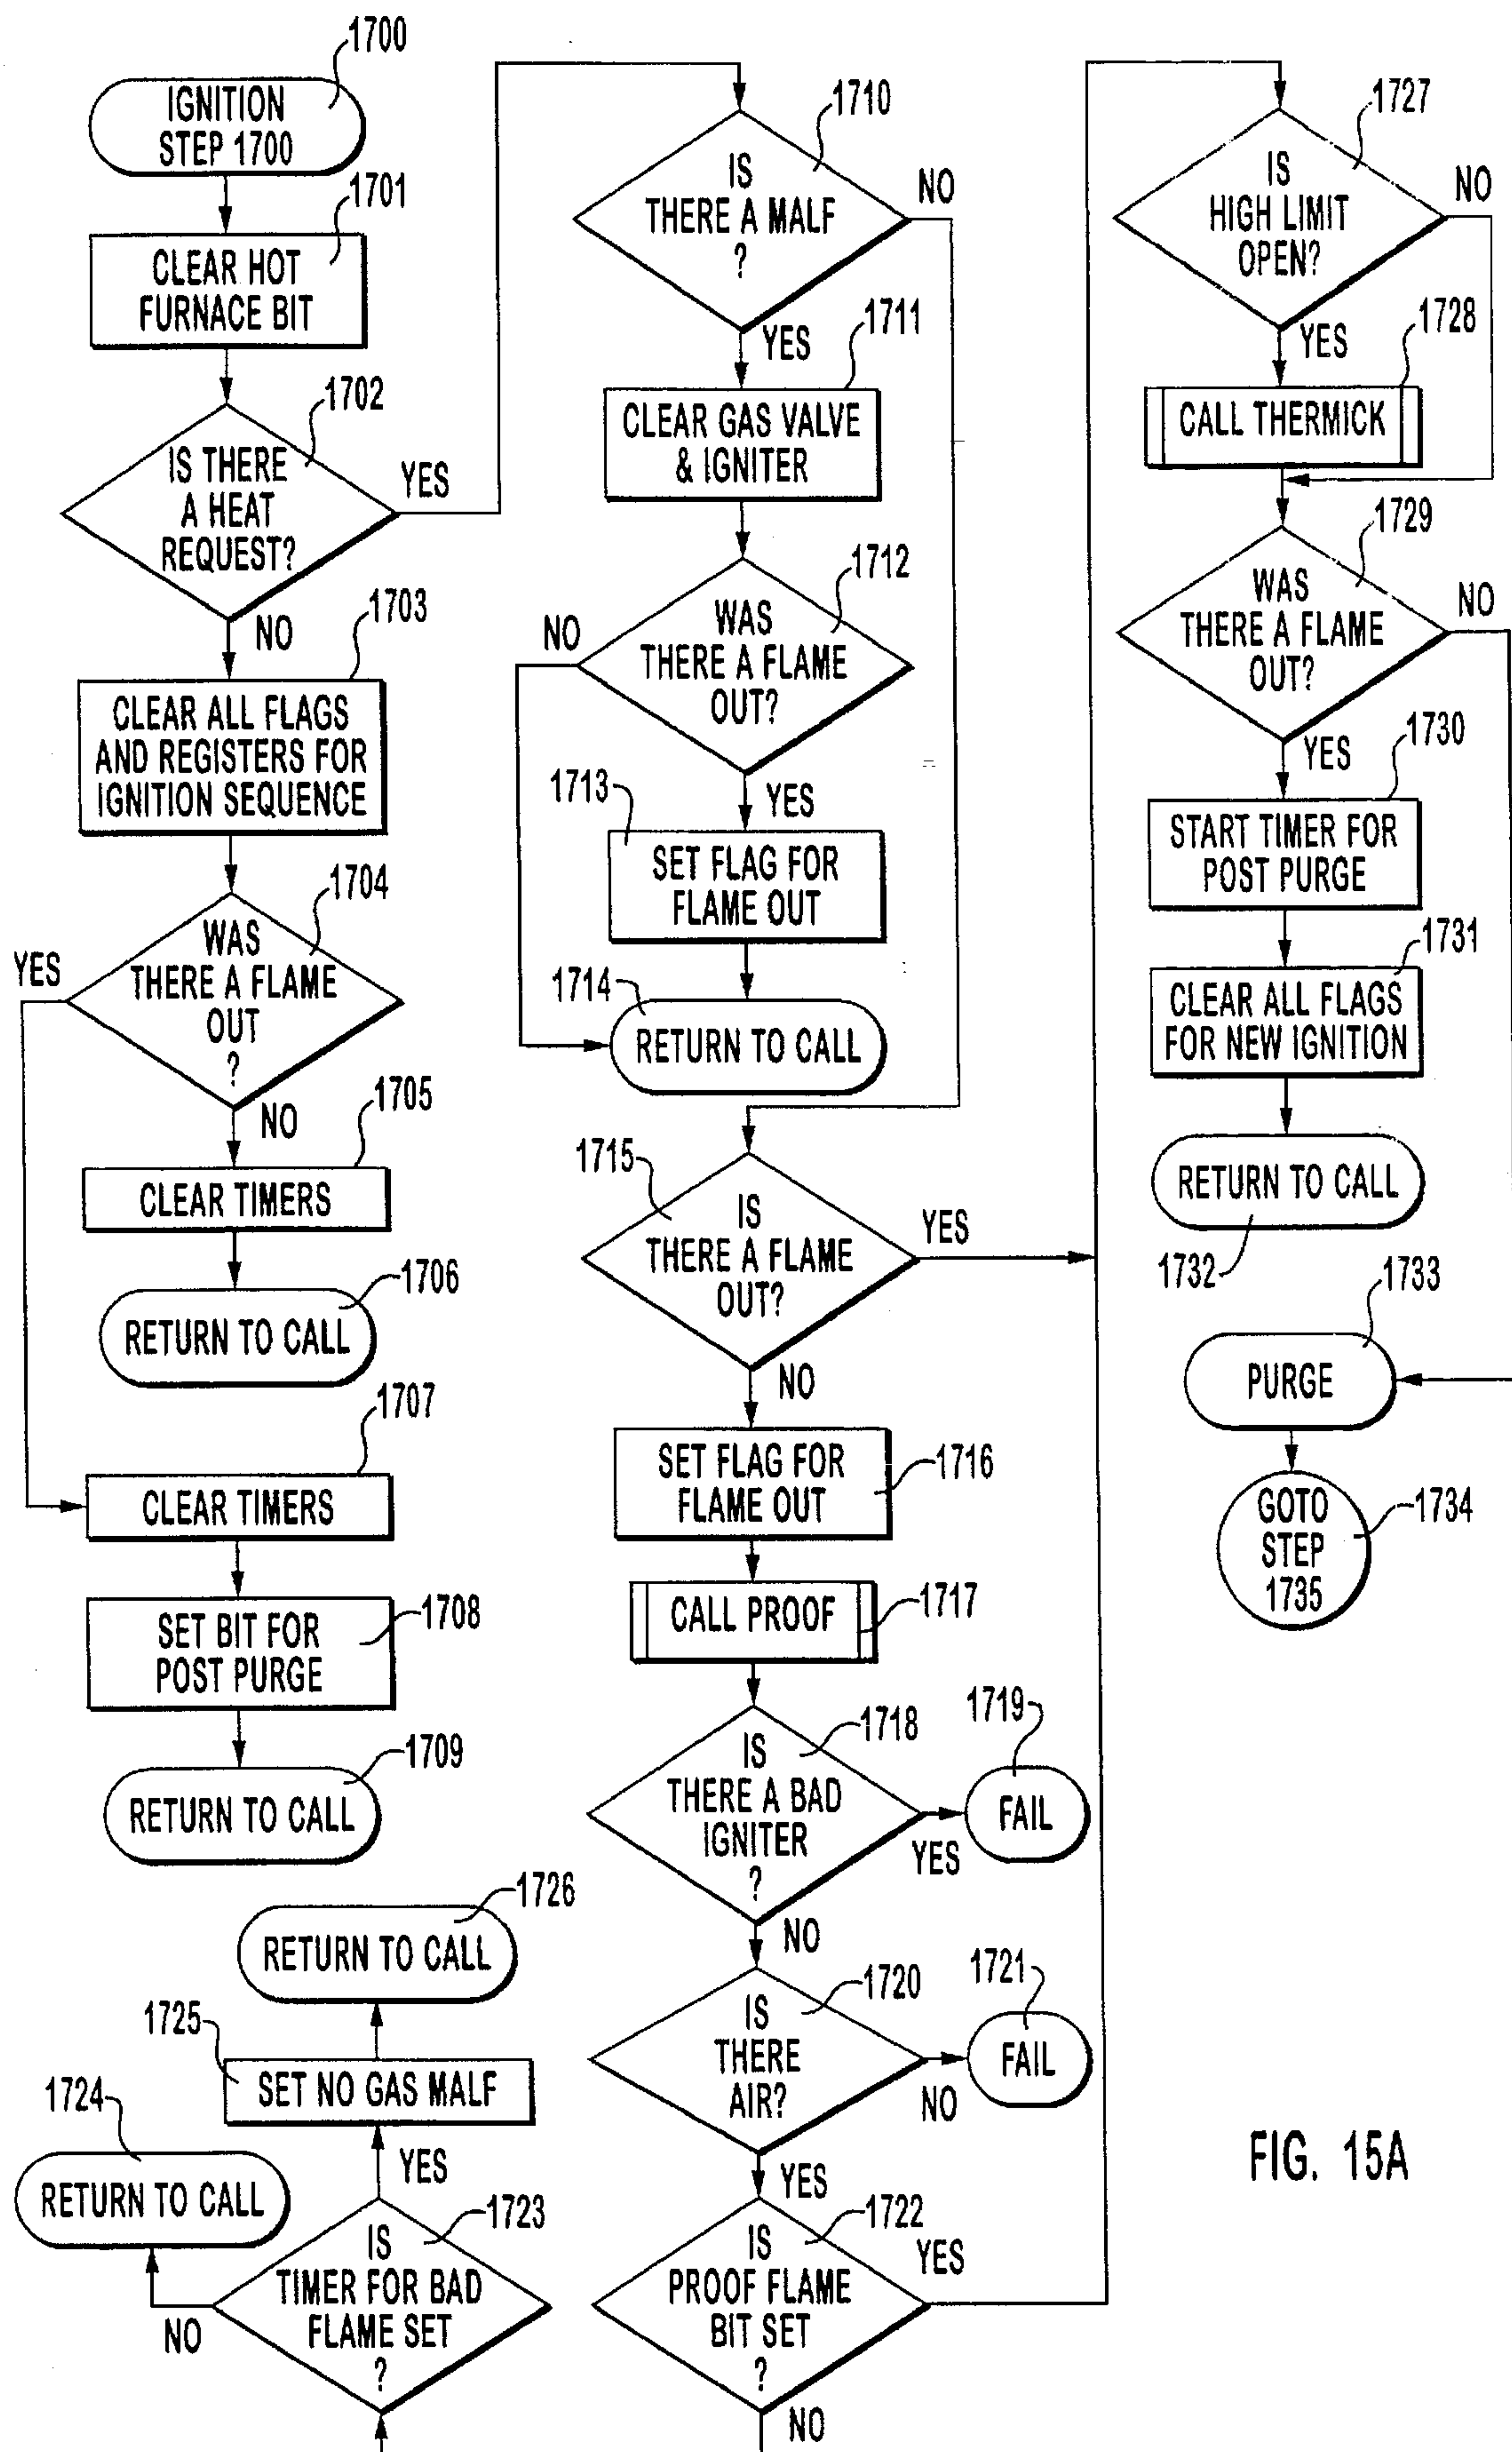 1700
IGNITION
STEP 1700
1701
CLEAR HOT
FURNACE BIT
1702
IS THERE
A HEAT
REQUEST?
YES
NO
1703
CLEAR ALL FLAGS
AND REGISTERS FOR
IGNITION SEQUENCE
1704
WAS
THERE A FLAME
OUT
?
YES
NO
1705
CLEAR TIMERS
1706
RETURN TO CALL
1707
CLEAR TIMERS
1708
SET BIT FOR
POST PURGE
1709
RETURN TO CALL
1710
IS
THERE A MALF
?
NO
YES
1711
CLEAR GAS VALVE
& IGNITER
1712
WAS
THERE A FLAME
OUT?
NO
YES
1713
SET FLAG FOR
FLAME OUT
1714
RETURN TO CALL
1715
IS
THERE A FLAME
OUT?
YES
NO
1716
SET FLAG FOR
FLAME OUT
1717
CALL PROOF
1718
IS
THERE A BAD
IGNITER
?
YES
1719
FAIL
NO
1720
IS
THERE
AIR?
NO
1721
FAIL
YES
1722
IS
PROOF FLAME
BIT SET
?
YES
NO
1723
IS
TIMER FOR BAD
FLAME SET
?
NO
1724
RETURN TO CALL
YES
1725
SET NO GAS MALF
1726
RETURN TO CALL
1727
IS
HIGH LIMIT
OPEN?
NO
YES
1728
CALL THERMICK
1729
WAS
THERE A FLAME
OUT?
NO
YES
1730
START TIMER FOR
POST PURGE
1731
CLEAR ALL FLAGS
FOR NEW IGNITION
RETURN TO CALL
1732
1733
PURGE
1734
GOTO
STEP
1735
FIG. 15A